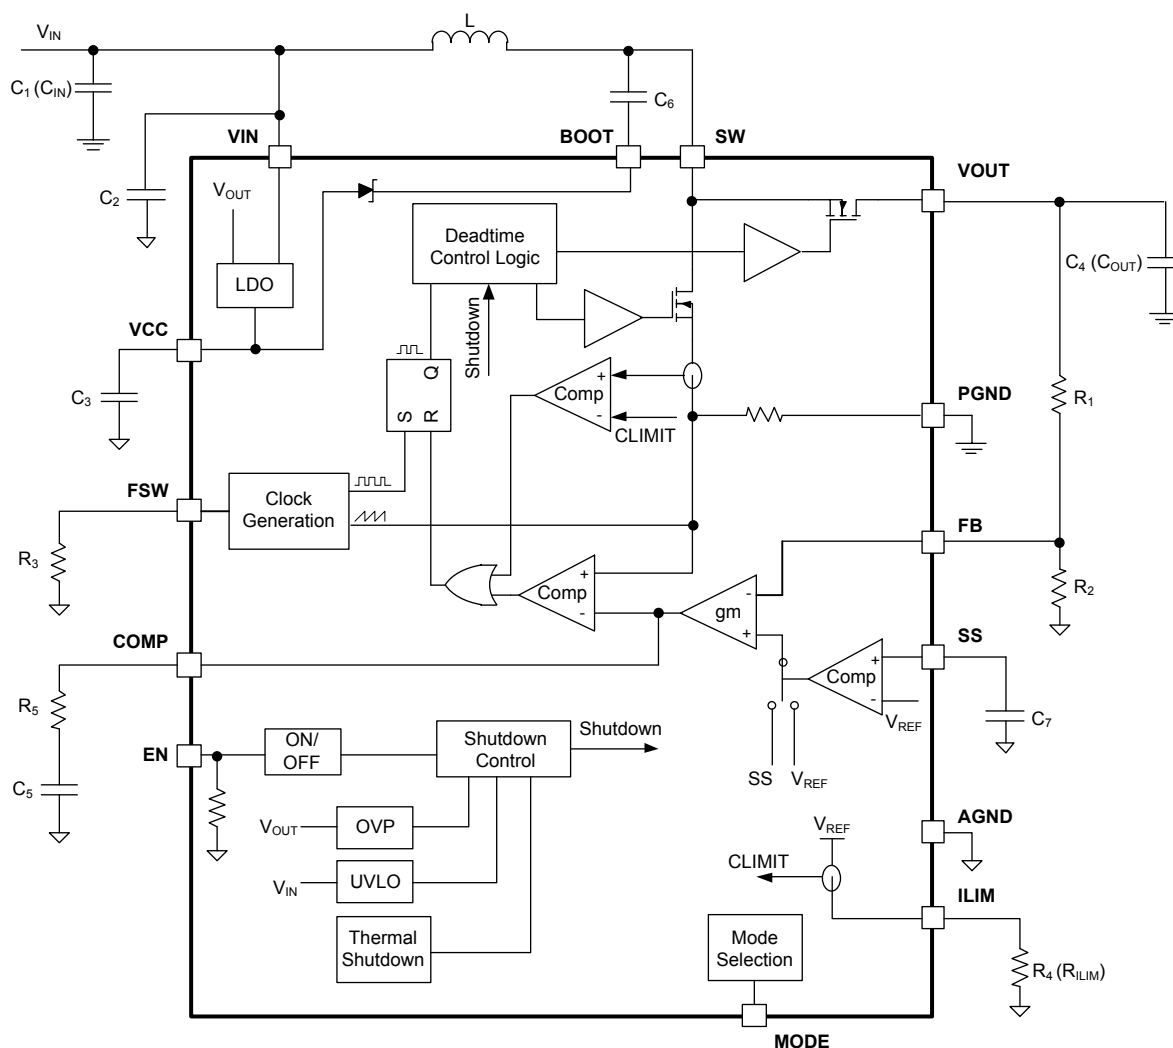 V_IN
L
C_1 (C_IN)
C_6
VIN
BOOT
SW
VOUT
C_2
V_OUT
Deadtime
Control Logic
C_4 (C_OUT)
LDO
VCC
Shutdown
C_3
Q
S
R
Comp
+
-
CLIMIT
PGND
R_1
FSW
Clock
Generation
FB
R_3
Comp
+
-
gm
-
+
R_2
COMP
SS
Comp
+
-
V_REF
C_7
R_5
EN
ON/
OFF
Shutdown
Control
Shutdown
SS
V_REF
C_5
V_OUT
OVP
V_REF
AGND
CLIMIT
V_IN
UVLO
ILIM
Thermal
Shutdown
Mode
Selection
R_4 (R_ILIM)
MODE